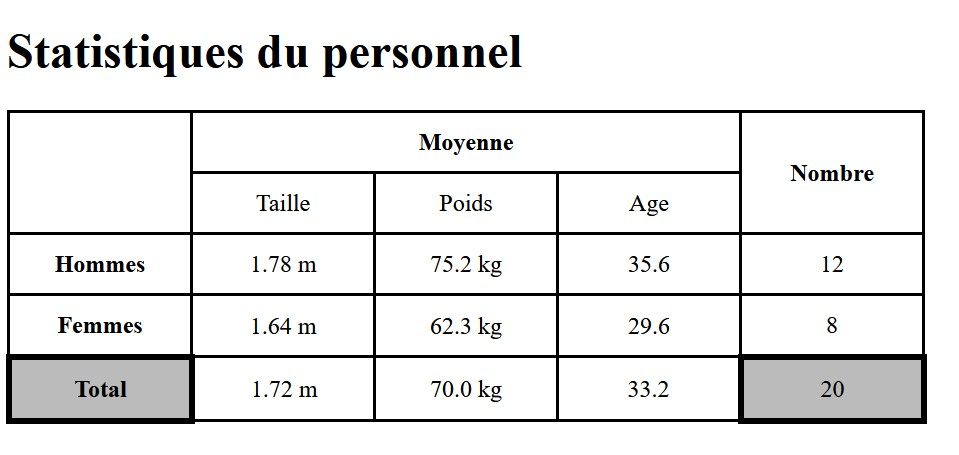 Statistiques du personnel
Moyenne
Nombre
Taille Poids Age
Hommes 1.78 m 75.2 kg 35.6 12
Femmes 1.64 m 62.3 kg 29.6 8
Total 1.72 m 70.0 kg 33.2 20